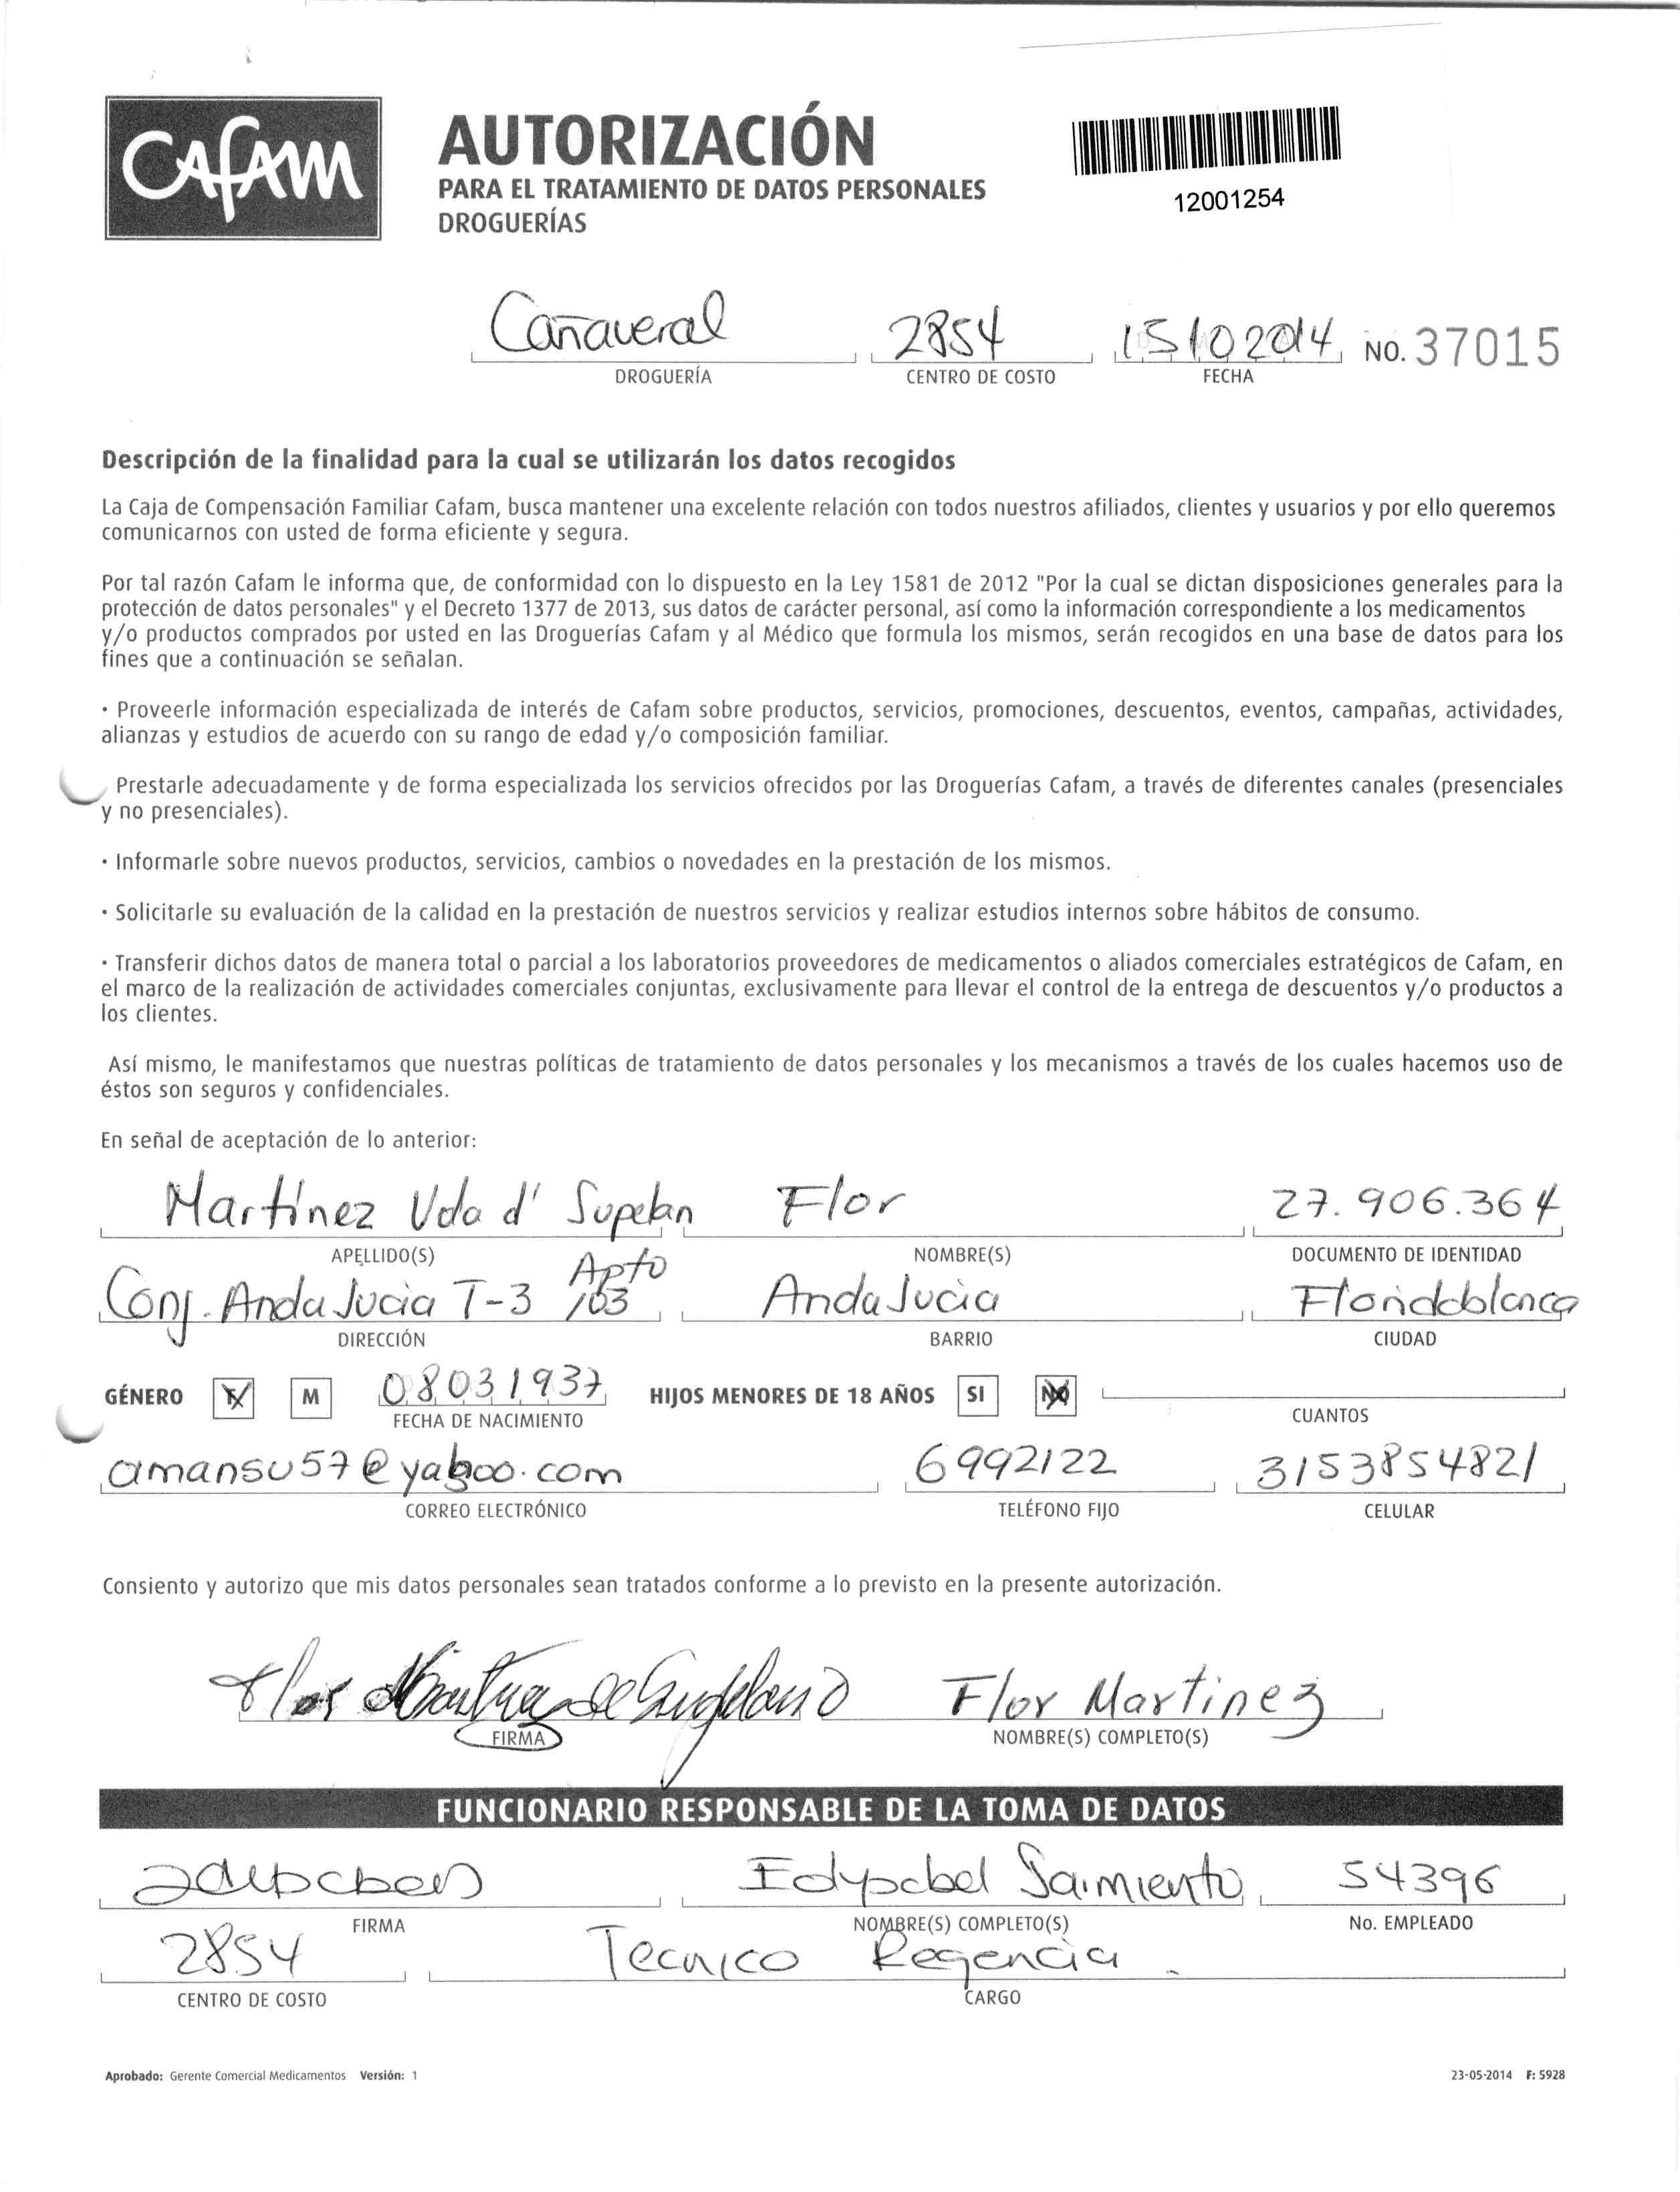 CAFAM
AUTORIZACIÓN
PARA EL TRATAMIENTO DE DATOS PERSONALES
DROGUERÍAS
12001254
Cañaveral 2854 15102014 NO. 37015
DROGUERÍA CENTRO DE COSTO FECHA
Descripción de la finalidad para la cual se utilizarán los datos recogidos
La Caja de Compensación Familiar Cafam, busca mantener una excelente relación con todos nuestros afiliados, clientes y usuarios y por ello queremos
comunicarnos con usted de forma eficiente y segura.
Por tal razón Cafam le informa que, de conformidad con lo dispuesto en la Ley 1581 de 2012 "Por la cual se dictan disposiciones generales para la
protección de datos personales" y el Decreto 1377 de 2013, sus datos de carácter personal, así como la información correspondiente a los medicamentos
y/o productos comprados por usted en las Droguerías Cafam y al Médico que formula los mismos, serán recogidos en una base de datos para los
fines que a continuación se señalan.
· Proveerle información especializada de interés de Cafam sobre productos, servicios, promociones, descuentos, eventos, campañas, actividades,
alianzas y estudios de acuerdo con su rango de edad y/o composición familiar.
Prestarle adecuadamente y de forma especializada los servicios ofrecidos por las Droguerías Cafam, a través de diferentes canales (presenciales
y no presenciales).
· Informarle sobre nuevos productos, servicios, cambios o novedades en la prestación de los mismos.
· Solicitarle su evaluación de la calidad en la prestación de nuestros servicios y realizar estudios internos sobre hábitos de consumo.
· Transferir dichos datos de manera total o parcial a los laboratorios proveedores de medicamentos o aliados comerciales estratégicos de Cafam, en
el marco de la realización de actividades comerciales conjuntas, exclusivamente para llevar el control de la entrega de descuentos y/o productos a
los clientes.
Así mismo, le manifestamos que nuestras políticas de tratamiento de datos personales y los mecanismos a través de los cuales hacemos uso de
éstos son seguros y confidenciales.
En señal de aceptación de lo anterior:
Martinez Vda d' Supelan Flor 27.906.364
APELLIDO(S) NOMBRE(S) DOCUMENTO DE IDENTIDAD
Conj. Andalucia T-3 Apto 103 Andalucia Floridablanca
DIRECCIÓN BARRIO CIUDAD
GÉNERO F M 08031937 HIJOS MENORES DE 18 AÑOS SI NO
FECHA DE NACIMIENTO CUANTOS
amansu57@yahoo.com 6992122 3153854821
CORREO ELECTRÓNICO TELÉFONO FIJO CELULAR
Consiento y autorizo que mis datos personales sean tratados conforme a lo previsto en la presente autorización.
Flor Martinez
FIRMA NOMBRE(S) COMPLETO(S)
FUNCIONARIO RESPONSABLE DE LA TOMA DE DATOS
Sarmiento 54396
FIRMA NOMBRE(S) COMPLETO(S) No. EMPLEADO
2854 Tecnico Regencia
CENTRO DE COSTO CARGO
Aprobado: Gerente Comercial Medicamentos Versión: 1 23-05-2014 F: 5928